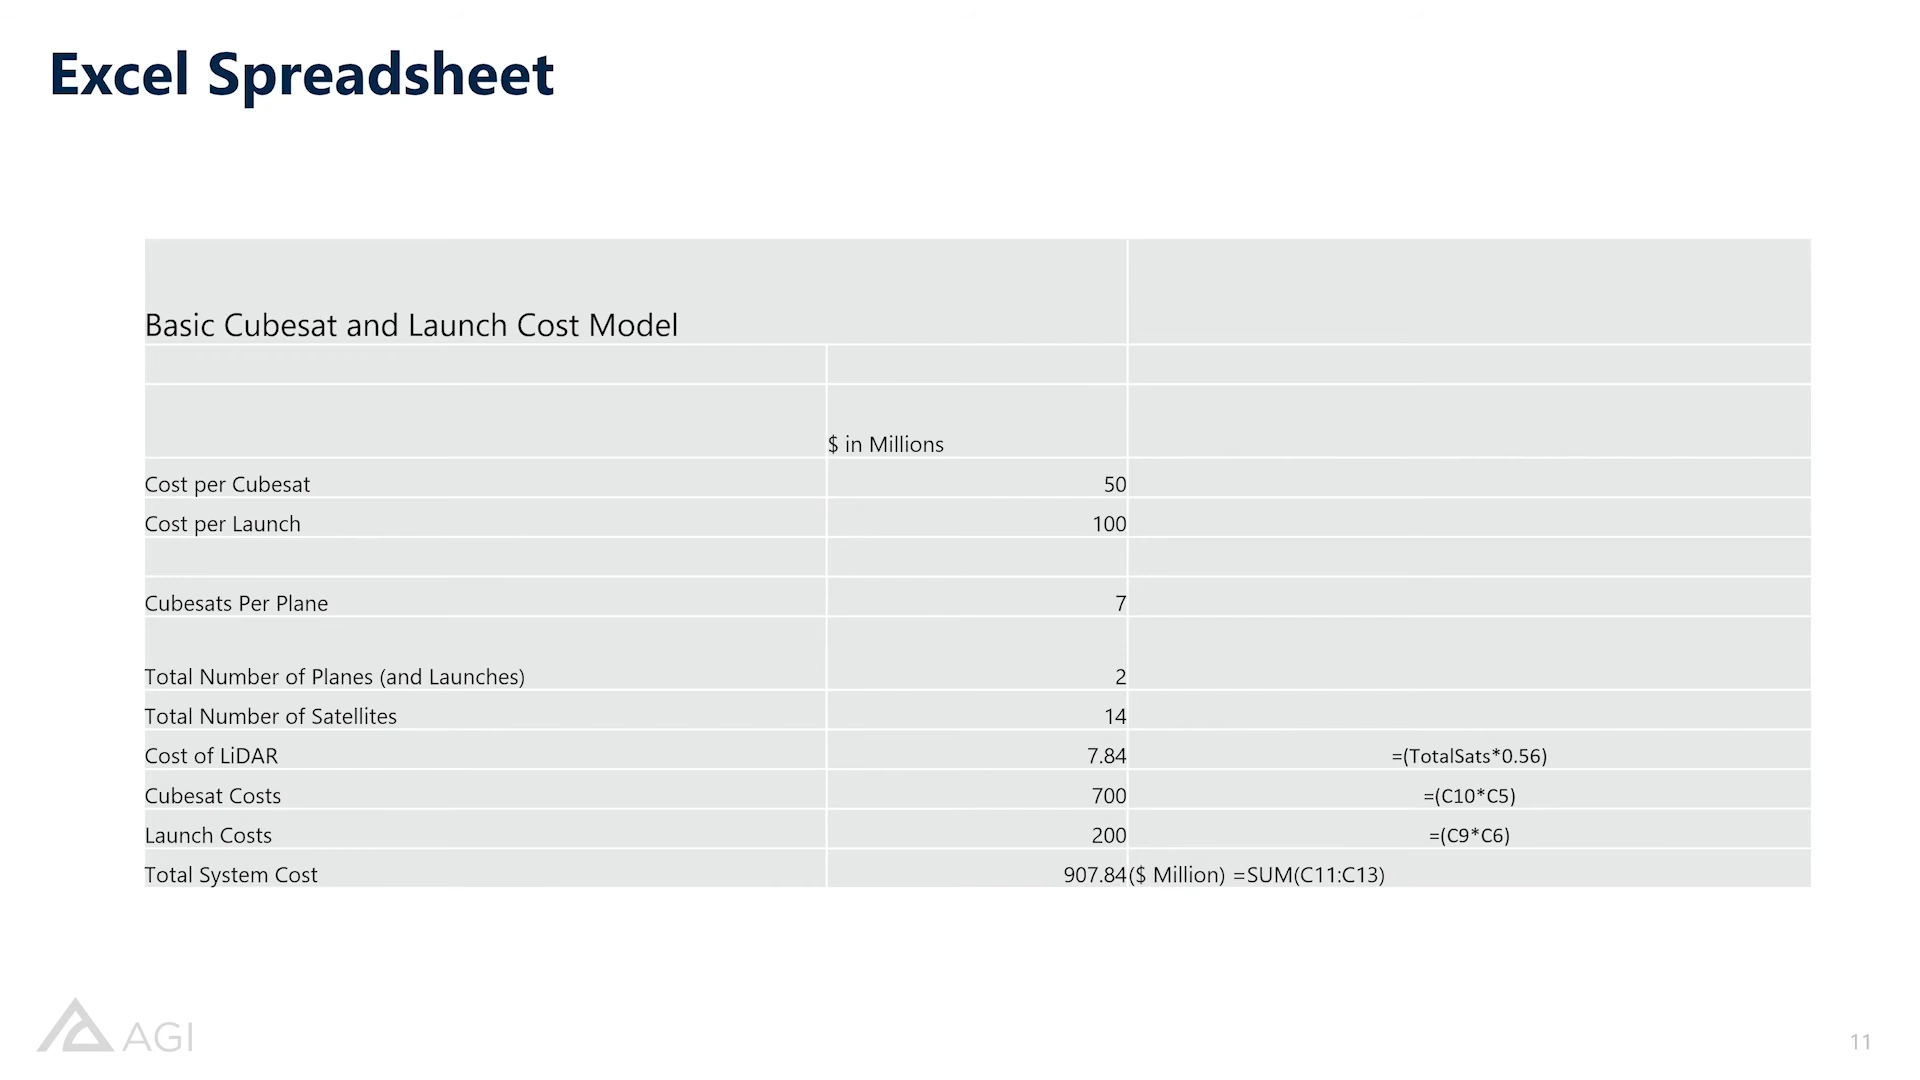 Excel Spreadsheet
Basic Cubesat and Launch Cost Model
$ in Millions
Cost per Cubesat 50
Cost per Launch 100
Cubesats Per Plane 7
Total Number of Planes (and Launches) 2
Total Number of Satellites 14
Cost of LiDAR 7.84 =(TotalSats*0.56)
Cubesat Costs 700 =(C10*C5)
Launch Costs 200 =(C9*C6)
Total System Cost 907.84 ($ Million) =SUM(C11:C13)
AGI
11